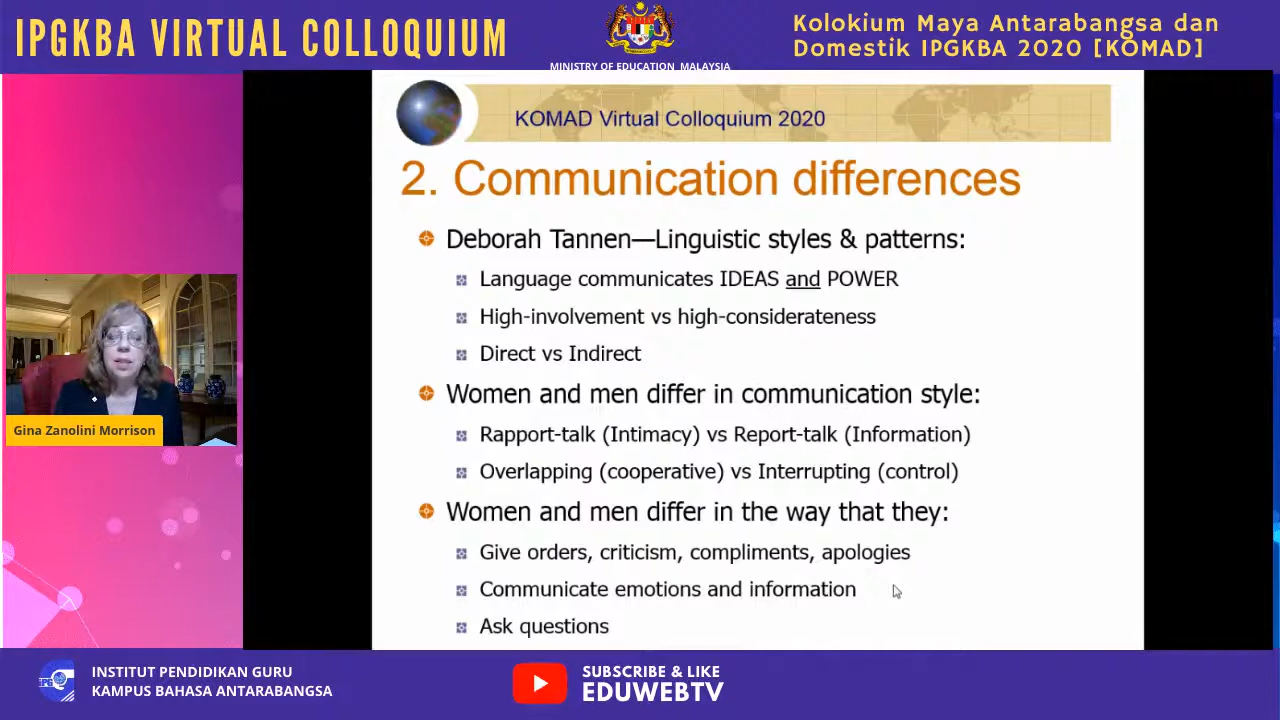 IPGKBA VIRTUAL COLLOQUIUM
MINISTRY OF EDUCATION MALAYSIA
Kolokium Maya Antarabangsa dan
Domestik IPGKBA 2020 [KOMAD]
KOMAD Virtual Colloquium 2020
2. Communication differences
Deborah Tannen—Linguistic styles & patterns:
Language communicates IDEAS and POWER
High-involvement vs high-considerateness
Direct vs Indirect
Women and men differ in communication style:
Rapport-talk (Intimacy) vs Report-talk (Information)
Overlapping (cooperative) vs Interrupting (control)
Women and men differ in the way that they:
Give orders, criticism, compliments, apologies
Communicate emotions and information
Ask questions
Gina Zanolini Morrison
INSTITUT PENDIDIKAN GURU
KAMPUS BAHASA ANTARABANGSA
SUBSCRIBE & LIKE
EDUWEBTV